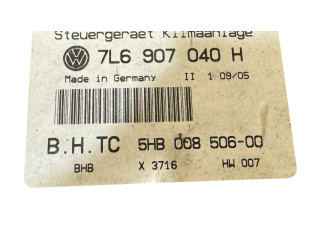 Steuergeraet Klimaanlage
7L6 907 040 H
Made in Germany II 1 09/05
B.H.TC 5HB 008 506-00
BHB X 3716 HW 007